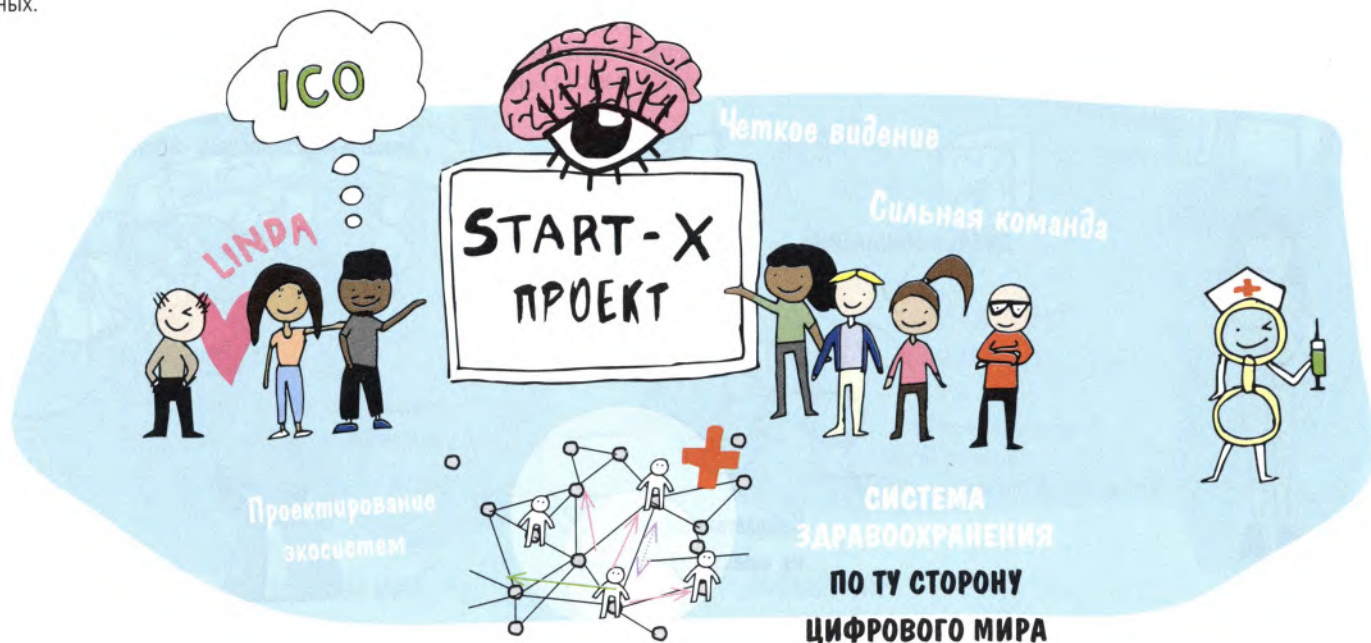 ных.
ICO
Четкое видение
START-X
ПРОЕКТ
Сильная команда
LINDA
Проектирование
экосистем
СИСТЕМА
ЗДРАВООХРАНЕНИЯ
ПО ТУ СТОРОНУ
ЦИФРОВОГО МИРА